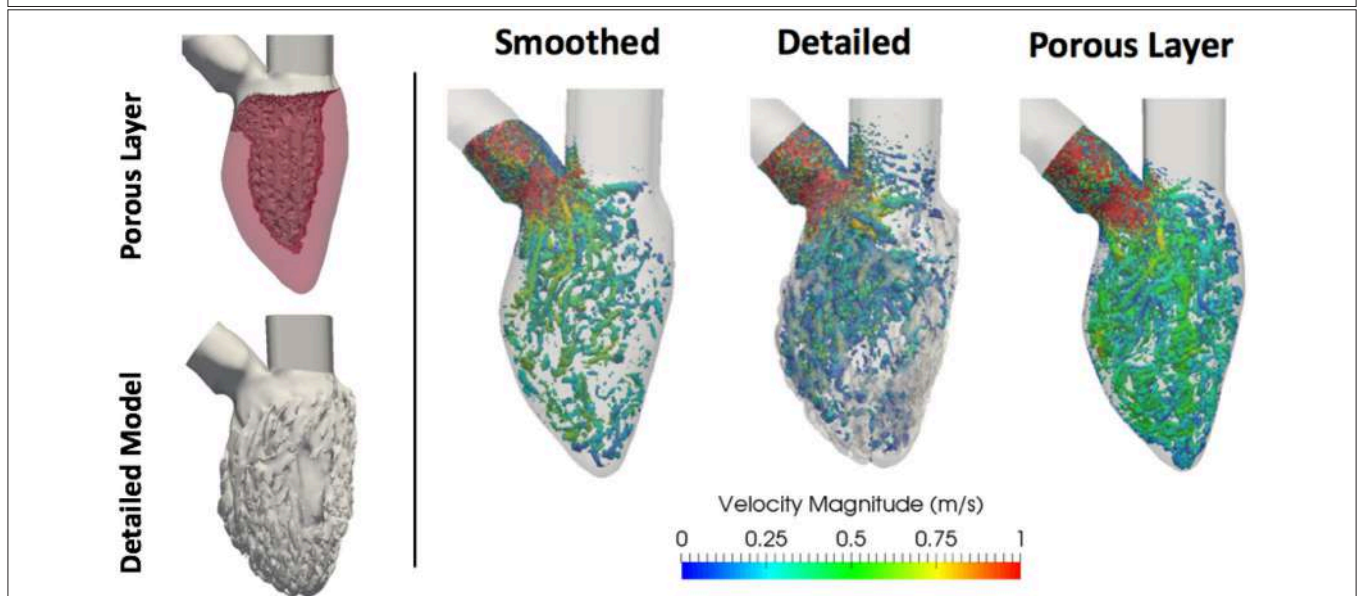 Porous Layer
Detailed Model
Smoothed
Detailed
Porous Layer
Velocity Magnitude (m/s)
0 0.25 0.5 0.75 1